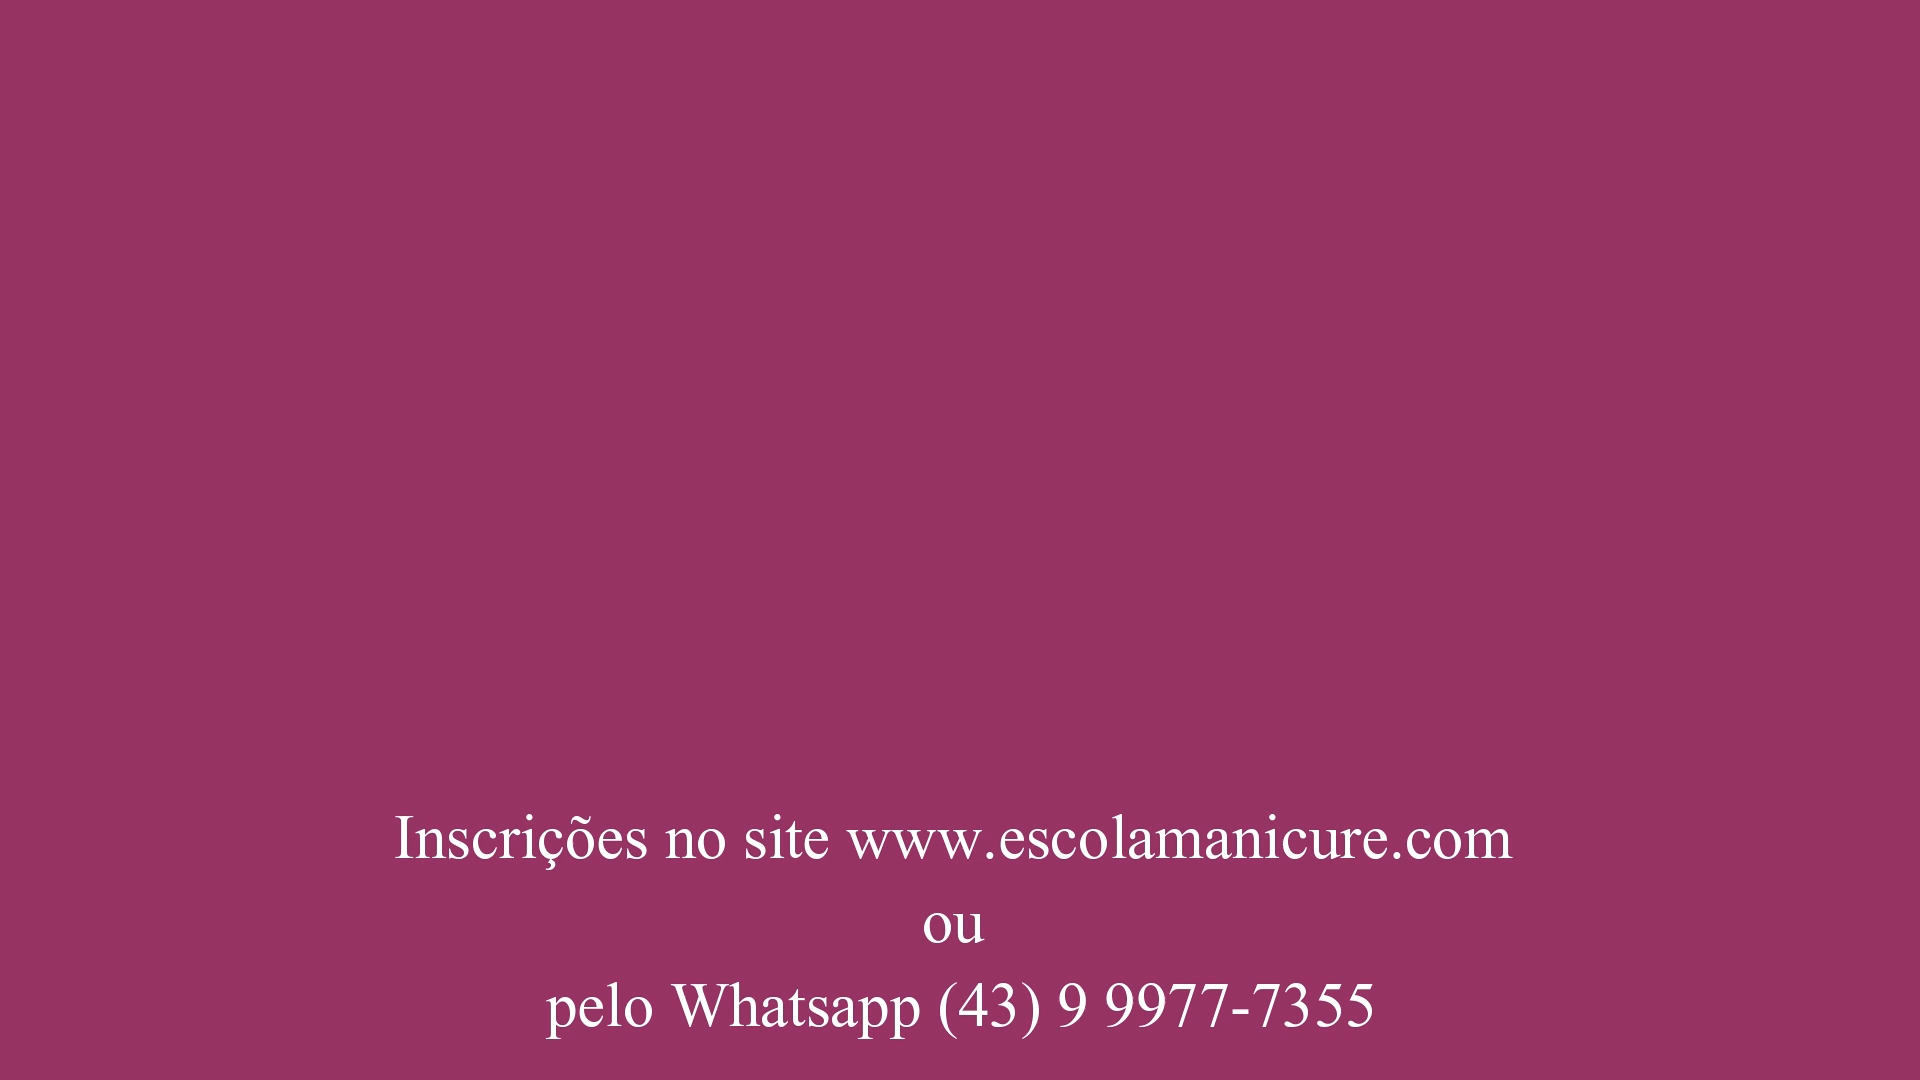 Inscrições no site www.escolamanicure.com
ou
pelo Whatsapp (43) 9 9977-7355